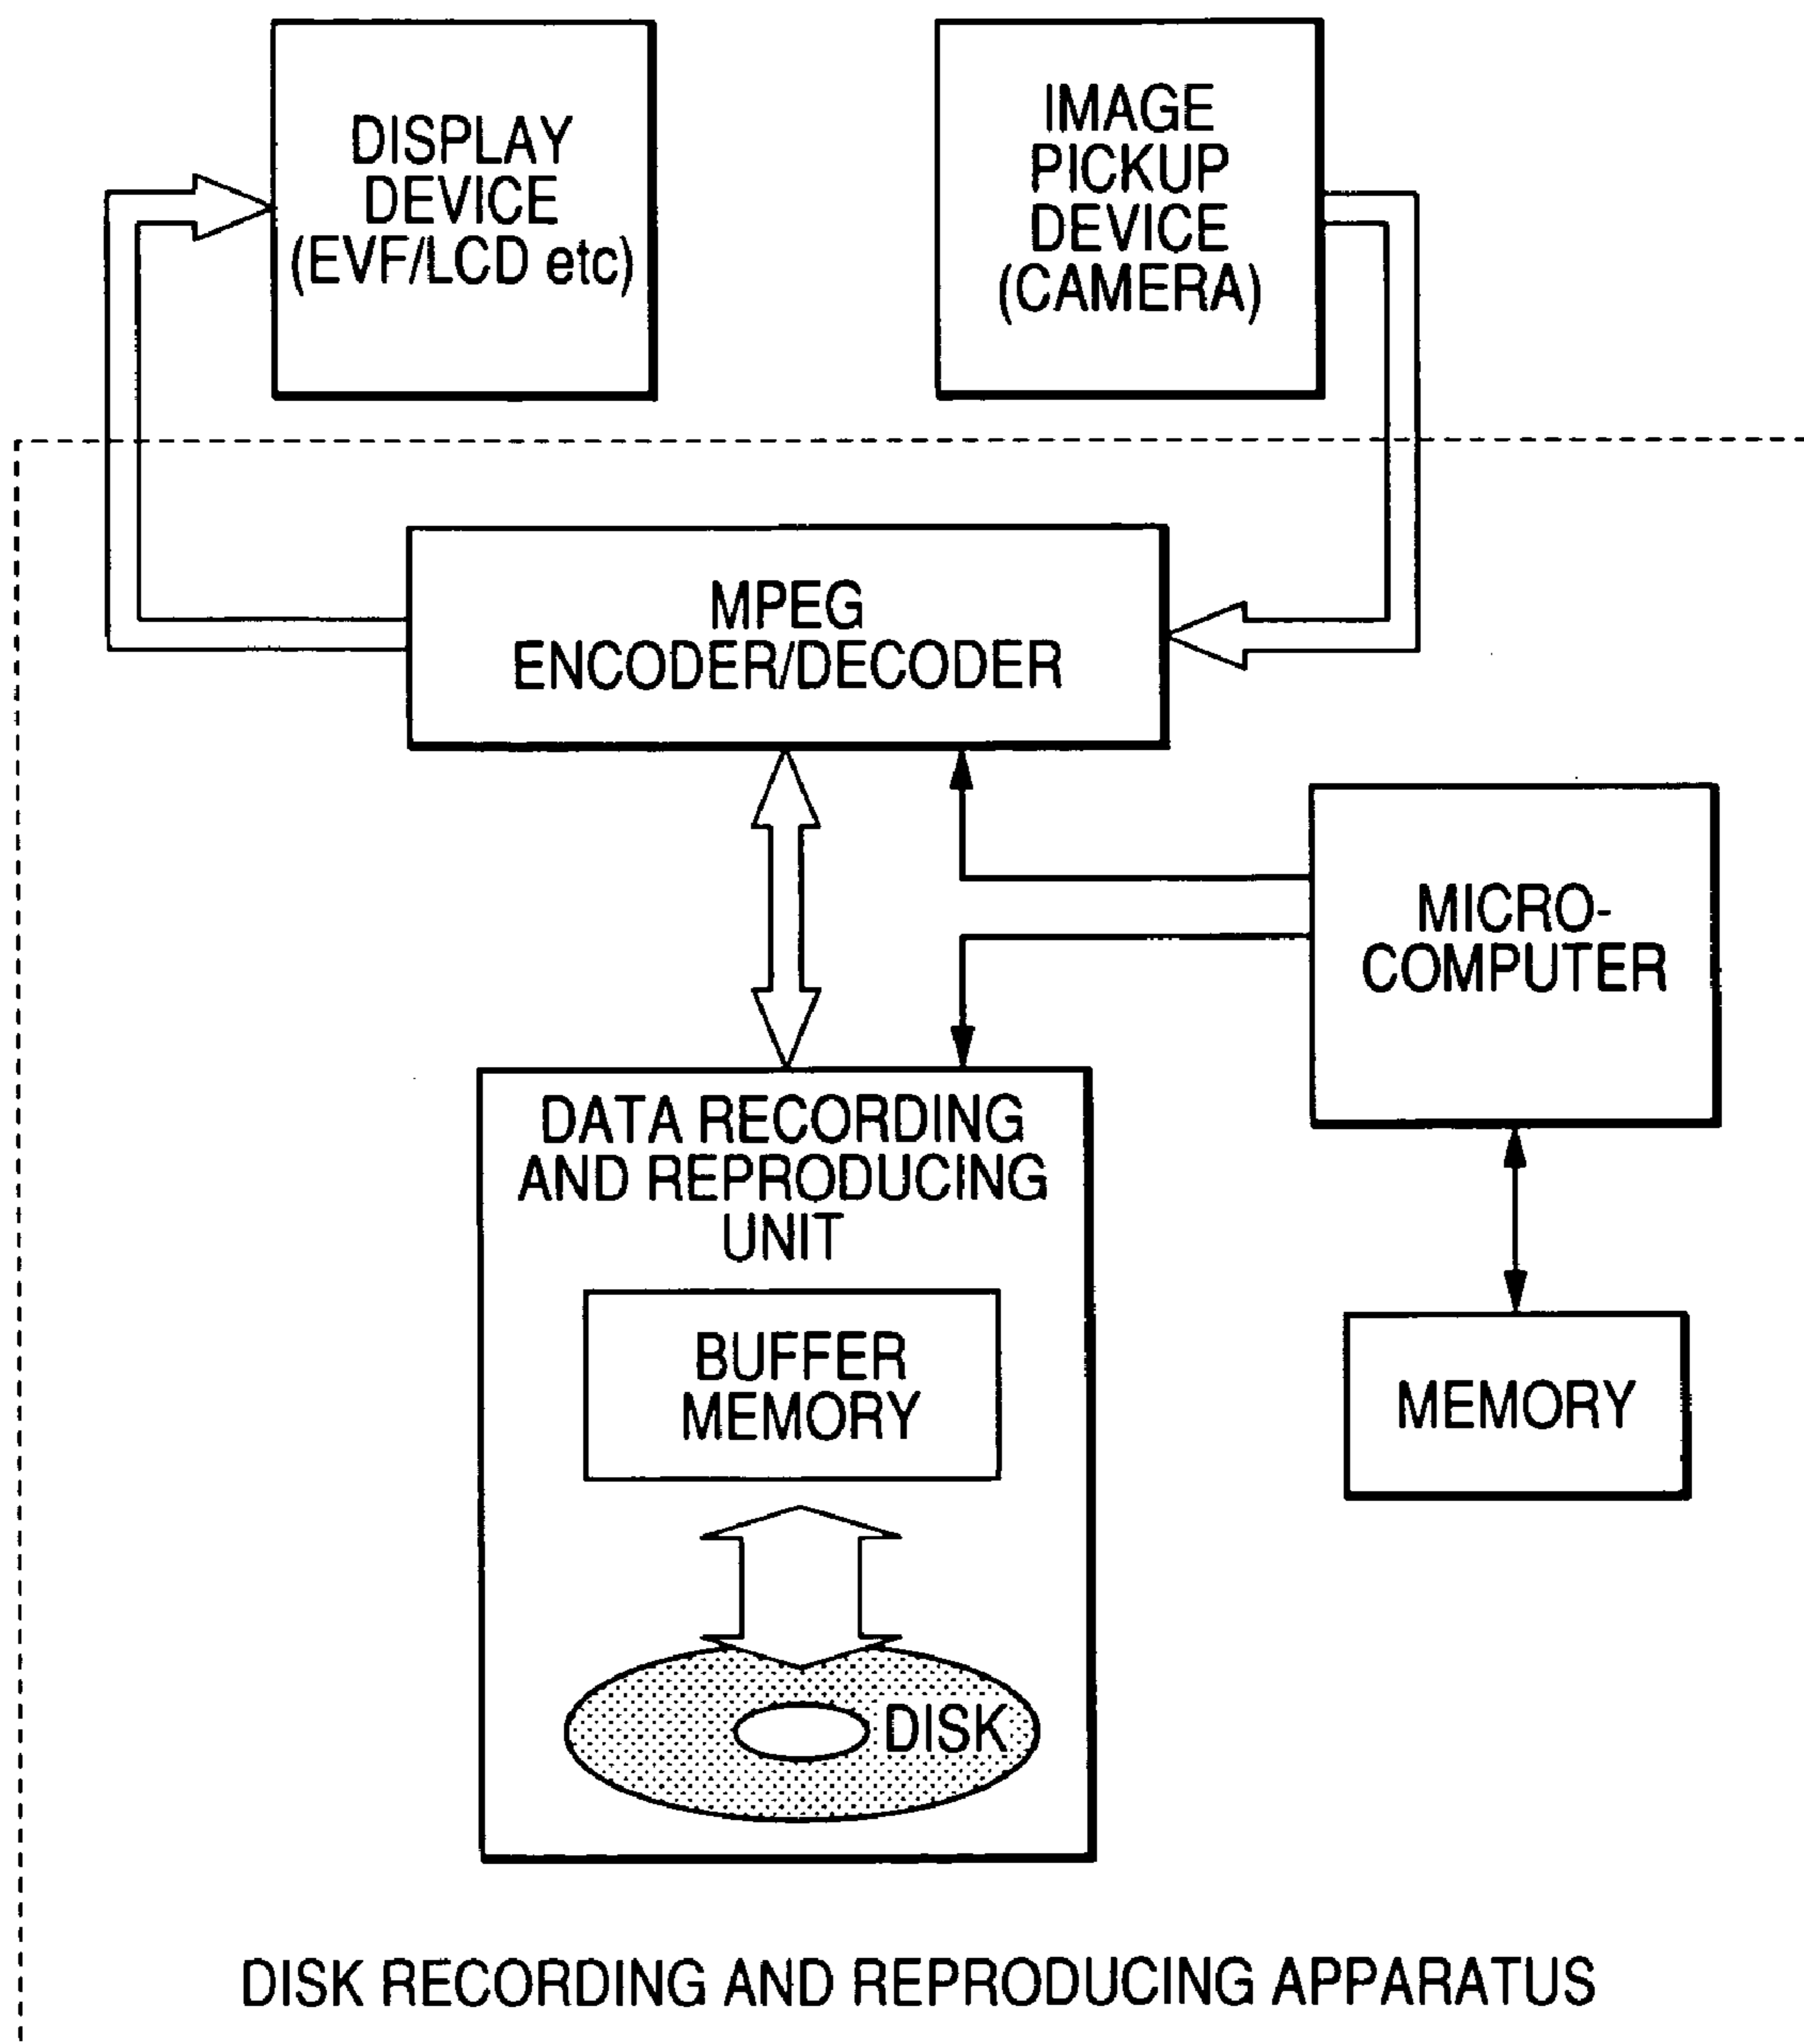 DISPLAY
DEVICE
(EVF/LCD etc)
IMAGE
PICKUP
DEVICE
(CAMERA)
MPEG
ENCODER/DECODER
MICRO-
COMPUTER
DATA RECORDING
AND REPRODUCING
UNIT
BUFFER
MEMORY
MEMORY
DISK
DISK RECORDING AND REPRODUCING APPARATUS